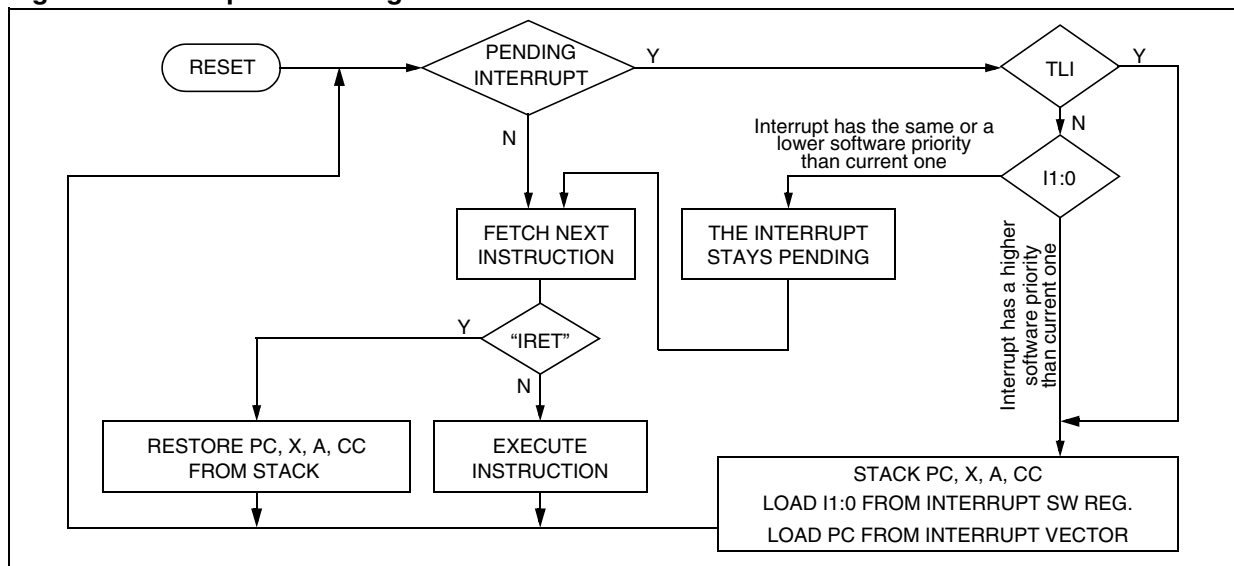 RESET
PENDING
INTERRUPT
Y
TLI
Y
N
N
Interrupt has the same or a
lower software priority
than current one
I1:0
FETCH NEXT
INSTRUCTION
THE INTERRUPT
STAYS PENDING
Interrupt has a higher
software priority
than current one
Y
“IRET”
N
RESTORE PC, X, A, CC
FROM STACK
EXECUTE
INSTRUCTION
STACK PC, X, A, CC
LOAD I1:0 FROM INTERRUPT SW REG.
LOAD PC FROM INTERRUPT VECTOR